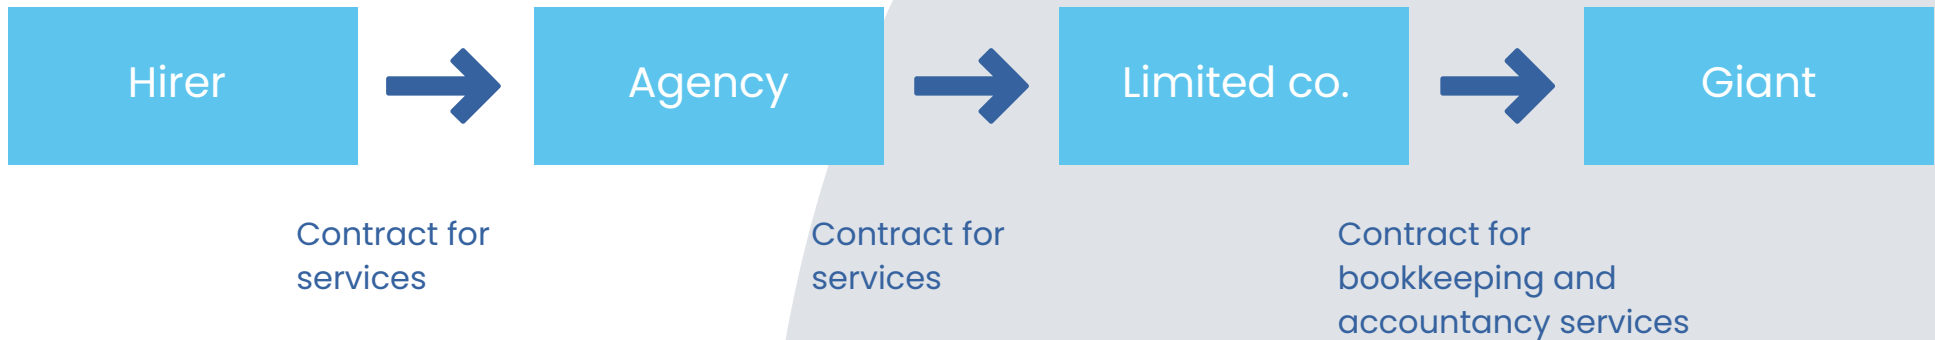 Hirer
Agency
Limited co.
Giant
Contract for
services
Contract for
services
Contract for
bookkeeping and
accountancy services